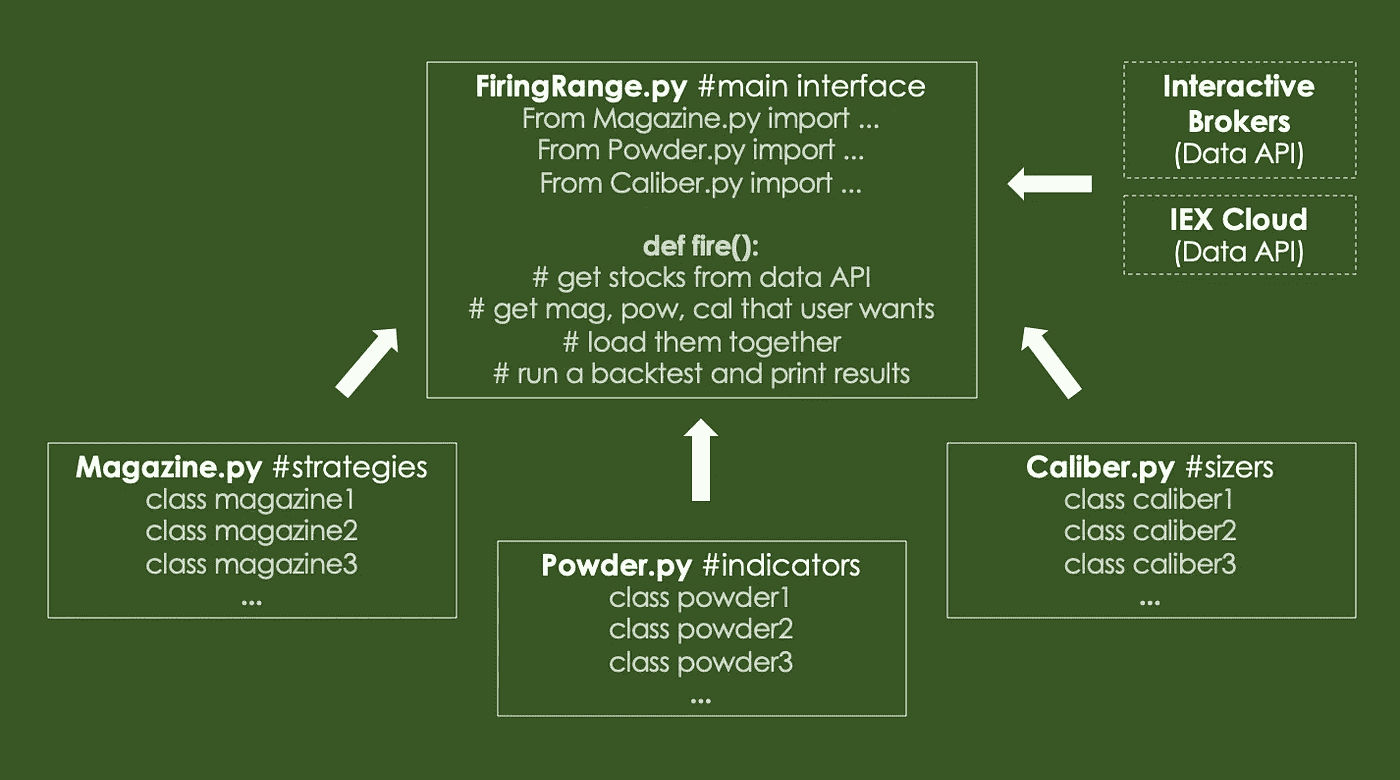 FiringRange.py #main interface
From Magazine.py import ...
From Powder.py import ...
From Caliber.py import ...
def fire():
# get stocks from data API
# get mag, pow, cal that user wants
# load them together
# run a backtest and print results
Interactive
Brokers
(Data API)
IEX Cloud
(Data API)
Magazine.py #strategies
class magazine1
class magazine2
class magazine3
...
Powder.py #indicators
class powder1
class powder2
class powder3
...
Caliber.py #sizers
class caliber1
class caliber2
class caliber3
...